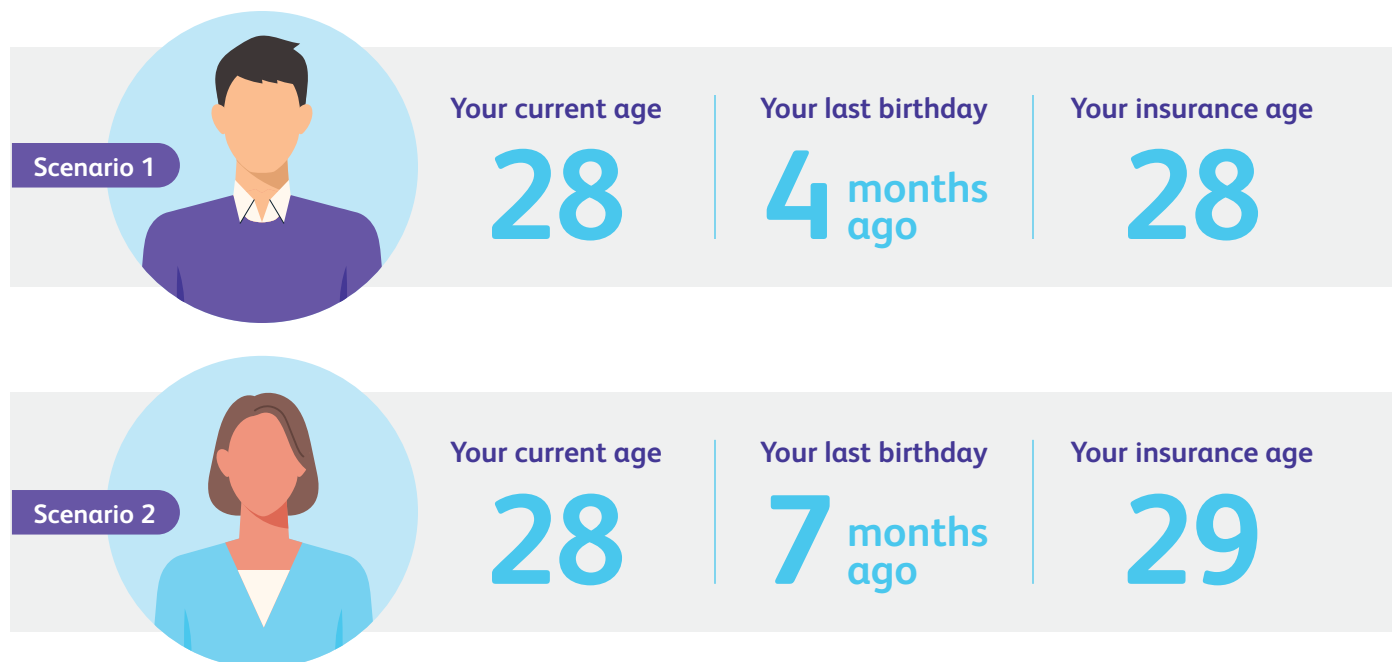 Scenario 1
Your current age
28
Your last birthday
4 months ago
Your insurance age
28
Scenario 2
Your current age
28
Your last birthday
7 months ago
Your insurance age
29